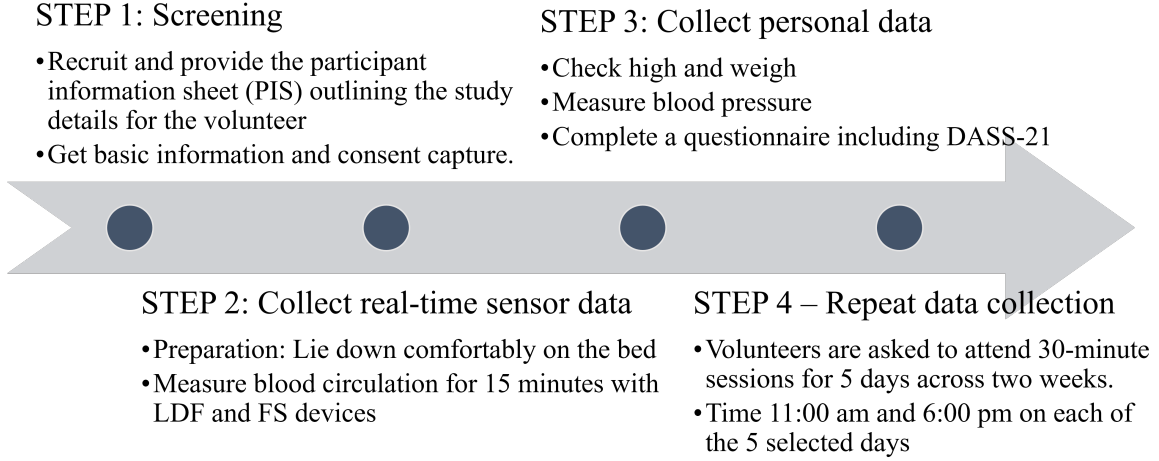 STEP 1: Screening
•Recruit and provide the participant
information sheet (PIS) outlining the study
details for the volunteer
•Get basic information and consent capture.
STEP 2: Collect real-time sensor data
•Preparation: Lie down comfortably on the bed
•Measure blood circulation for 15 minutes with
LDF and FS devices
STEP 3: Collect personal data
•Check high and weigh
•Measure blood pressure
•Complete a questionnaire including DASS-21
STEP 4 – Repeat data collection
•Volunteers are asked to attend 30-minute
sessions for 5 days across two weeks.
•Time 11:00 am and 6:00 pm on each of
the 5 selected days